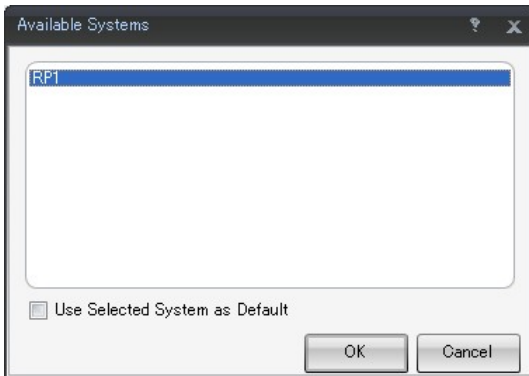 Available Systems
RP1
Use Selected System as Default
OK
Cancel